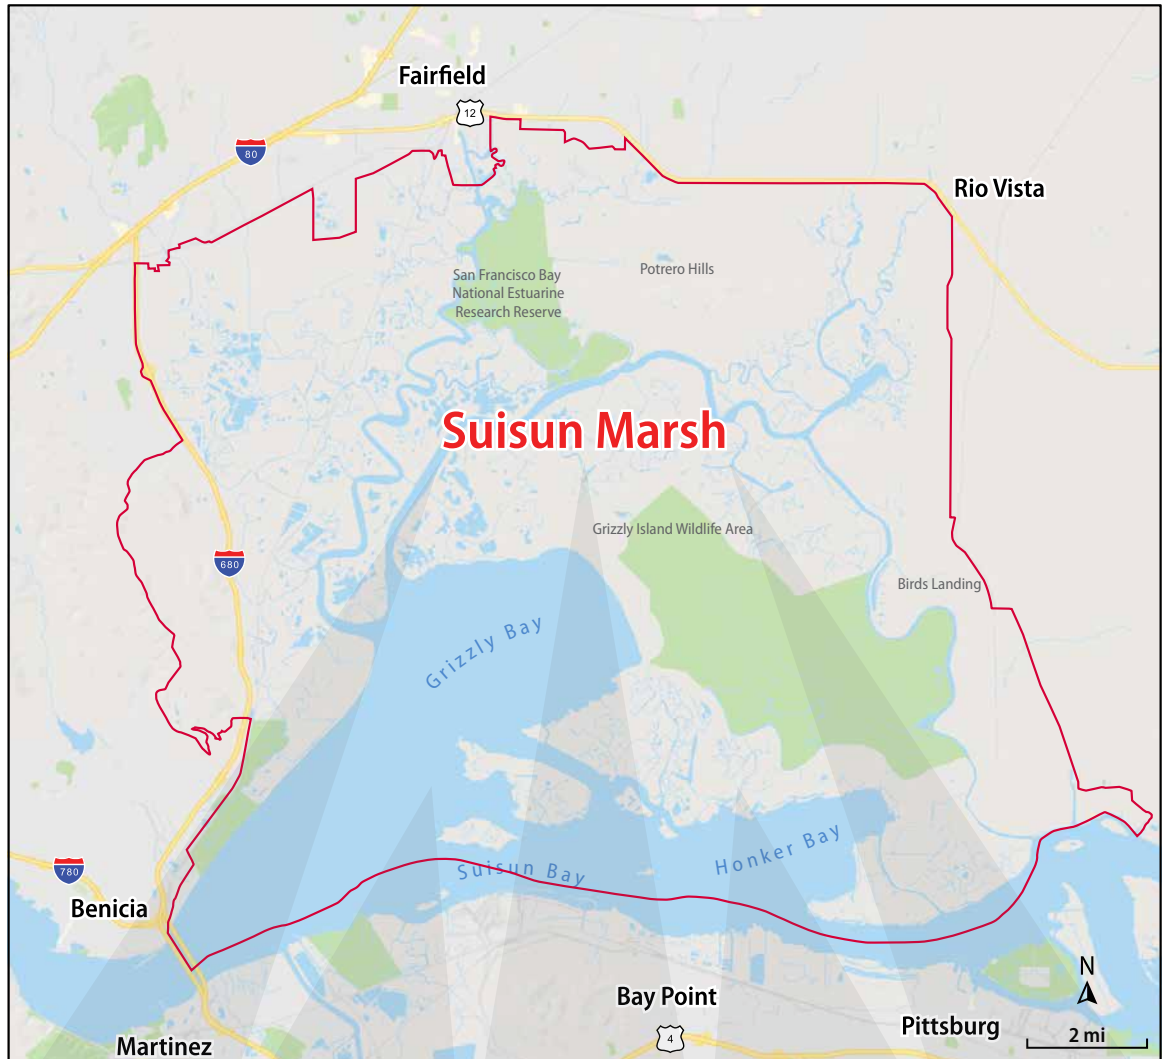 Fairfield
12
80
Rio Vista
San Francisco Bay
National Estuarine
Research Reserve
Potrero Hills
Suisun Marsh
Grizzly Island Wildlife Area
680
Birds Landing
Grizzly Bay
Honker Bay
Suisun Bay
780
Benicia
N
Bay Point
Pittsburg
2 mi
4
Martinez